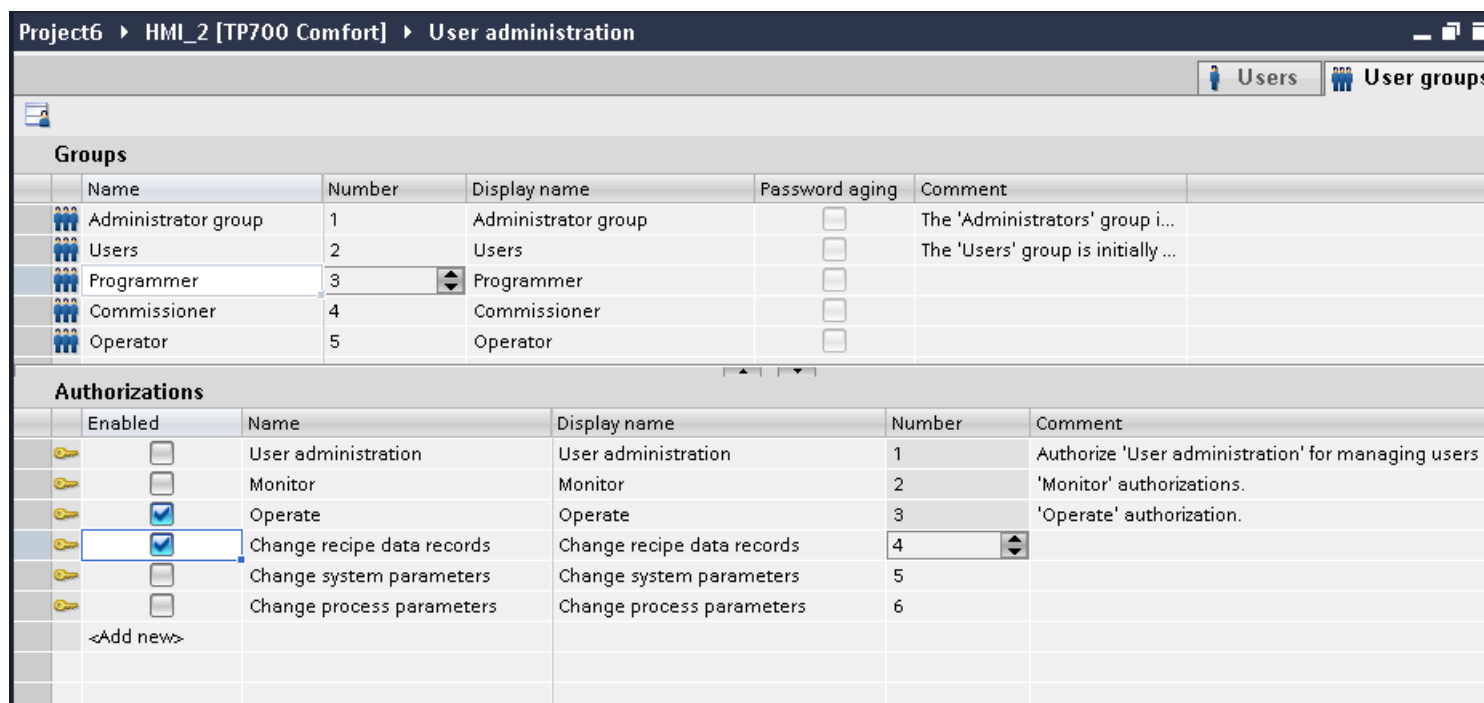 Project6 ▸ HMI_2 [TP700 Comfort] ▸ User administration
Users User groups
Groups
Name Number Display name Password aging Comment
Administrator group 1 Administrator group The 'Administrators' group i...
Users 2 Users The 'Users' group is initially ...
Programmer 3 Programmer
Commissioner 4 Commissioner
Operator 5 Operator
Authorizations
Enabled Name Display name Number Comment
User administration User administration 1 Authorize 'User administration' for managing users
Monitor Monitor 2 'Monitor' authorizations.
Operate Operate 3 'Operate' authorization.
Change recipe data records Change recipe data records 4
Change system parameters Change system parameters 5
Change process parameters Change process parameters 6
<Add new>